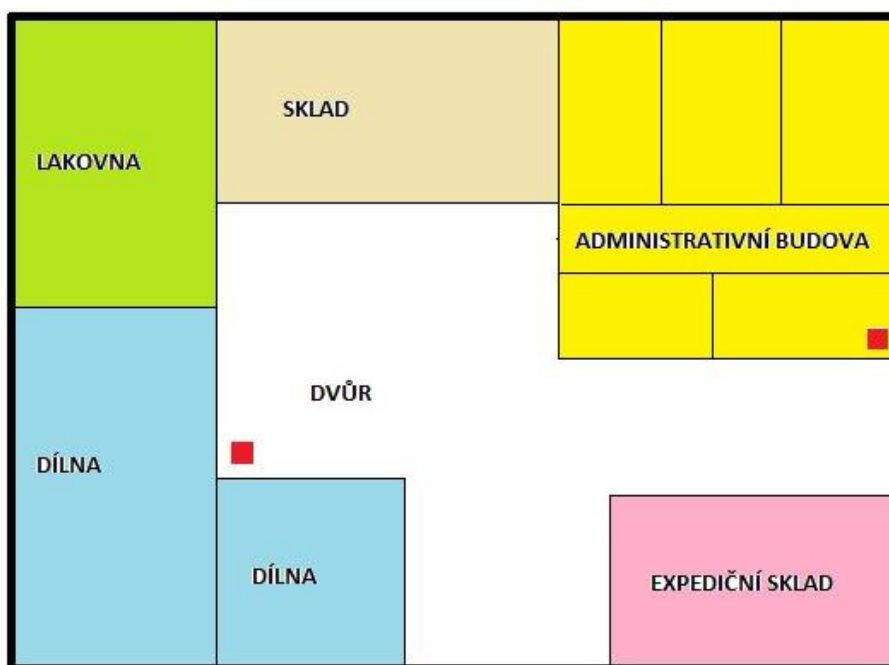 SKLAD
LAKOVNA
ADMINISTRATIVNÍ BUDOVA
DVŮR
DÍLNA
DÍLNA
EXPEDIČNÍ SKLAD